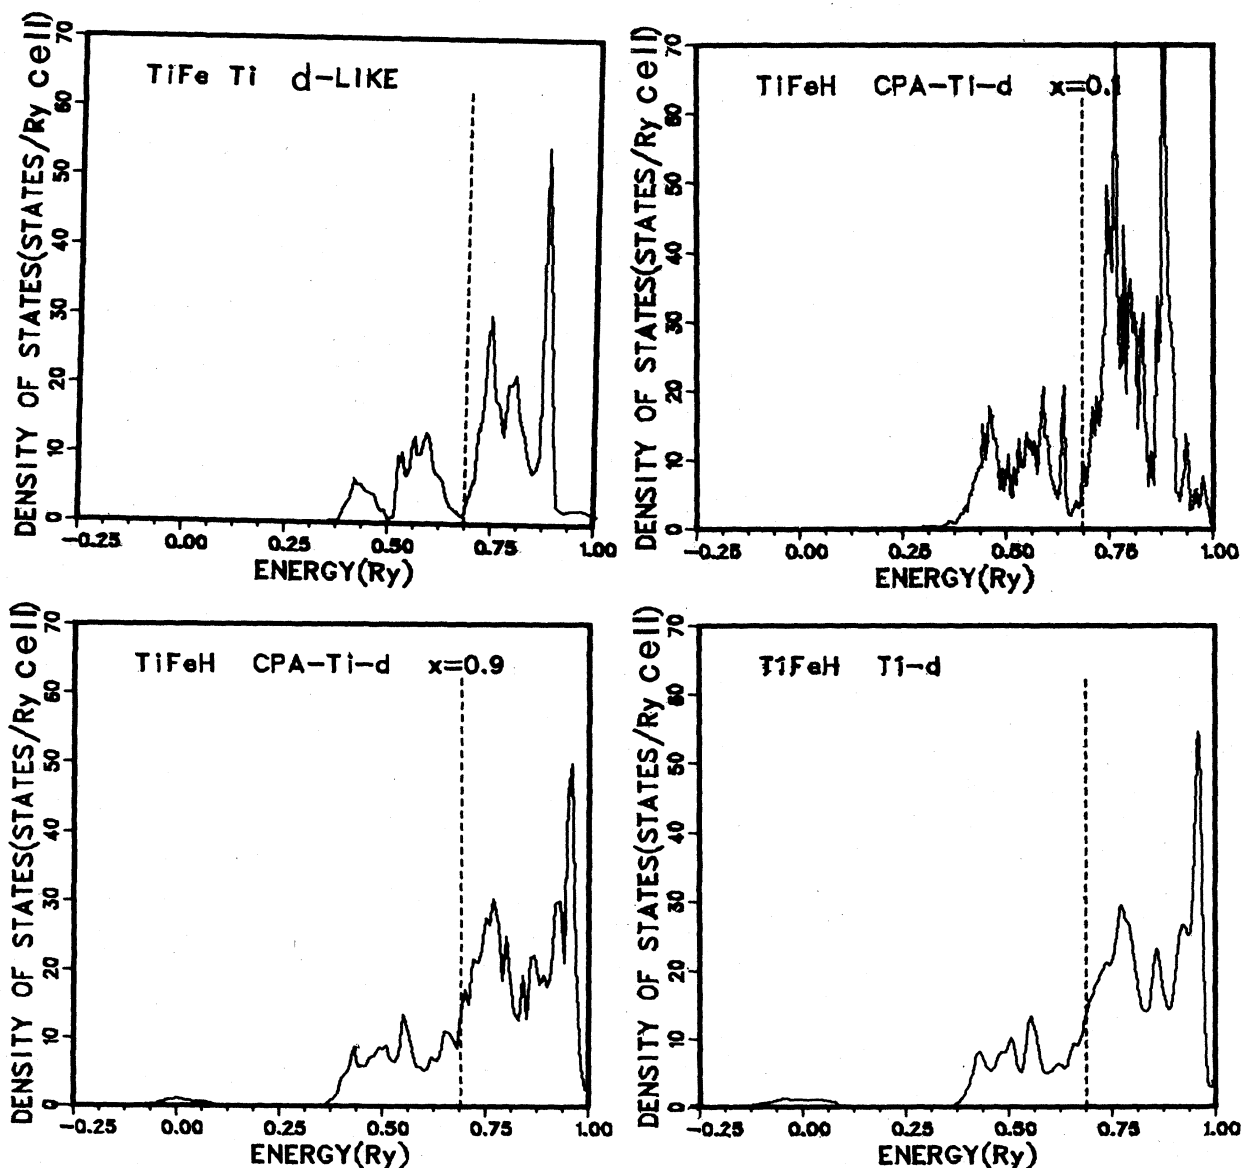 TiFe Ti d-LIKE
DENSITY OF STATES(STATES/Ry cell)
70
60
50
40
30
20
10
0
-0.25 0.00 0.25 0.50 0.75 1.00
ENERGY(Ry)
TiFeH CPA-Ti-d x=0.1
DENSITY OF STATES(STATES/Ry cell)
70
60
50
40
30
20
10
0
-0.25 0.00 0.25 0.50 0.75 1.00
ENERGY(Ry)
TiFeH CPA-Ti-d x=0.9
DENSITY OF STATES(STATES/Ry cell)
70
60
50
40
30
20
10
0
-0.25 0.00 0.25 0.50 0.75 1.00
ENERGY(Ry)
TiFeH Ti-d
DENSITY OF STATES(STATES/Ry cell)
70
60
50
40
30
20
10
0
-0.25 0.00 0.25 0.50 0.75 1.00
ENERGY(Ry)